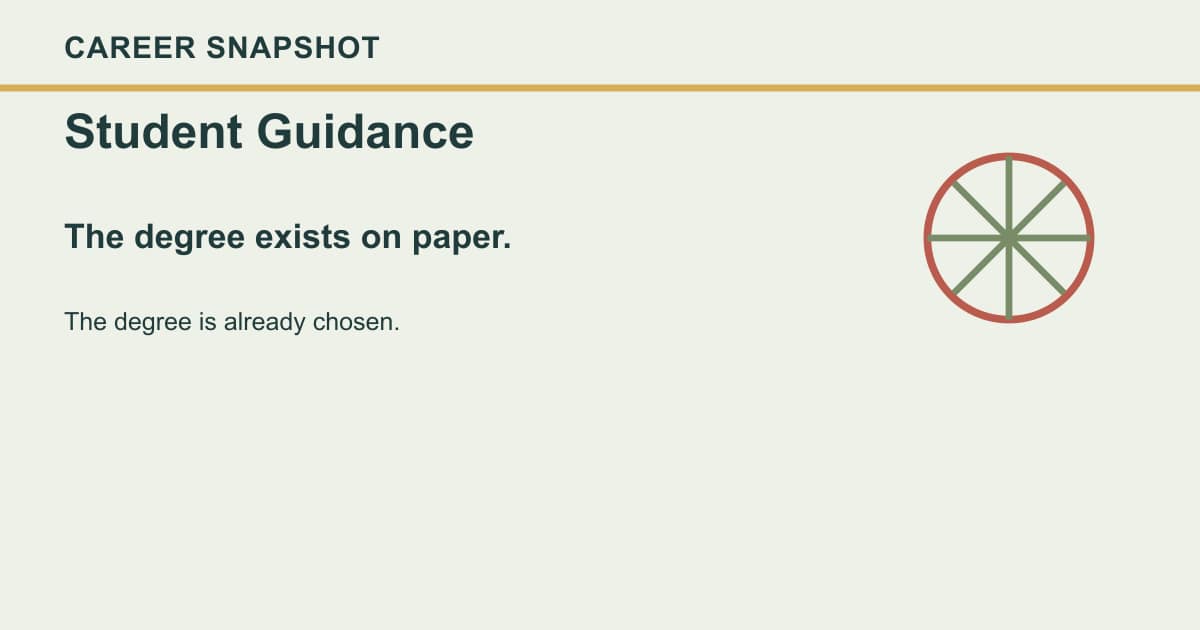 CAREER SNAPSHOT
Student Guidance
The degree exists on paper.
The degree is already chosen.